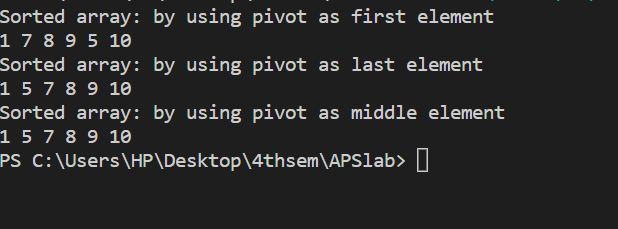 Sorted array: by using pivot as first element
1 7 8 9 5 10
Sorted array: by using pivot as last element
1 5 7 8 9 10
Sorted array: by using pivot as middle element
1 5 7 8 9 10
PS C:\Users\HP\Desktop\4thsem\APSlab>